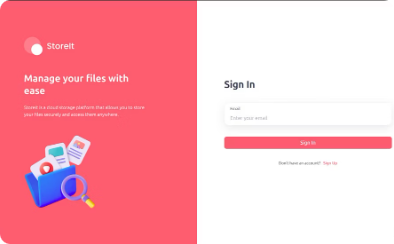 StoreIt
Manage your files with
ease
StoreIt is a cloud storage platform that allows you to store
your files securely and access them anywhere.
Sign In
Email
Enter your email
Sign In
Don't have an account? Sign Up